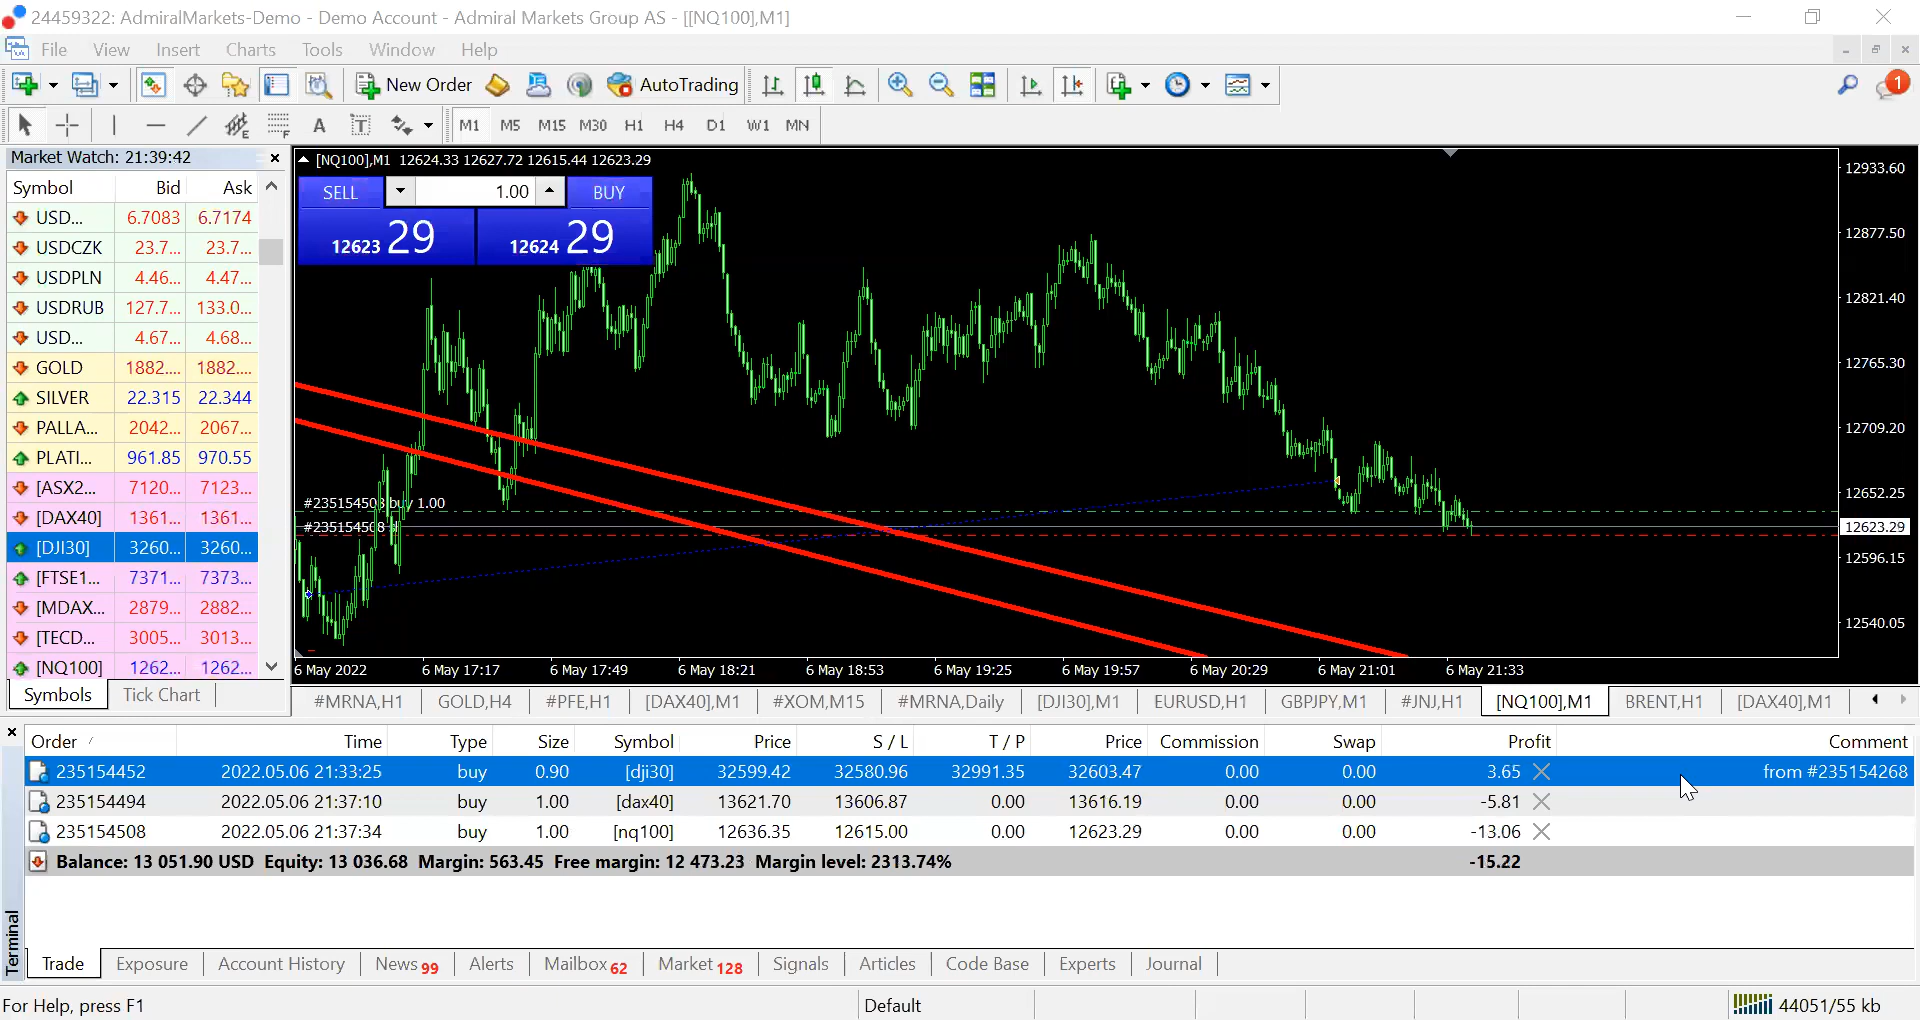 24459322: AdmiralMarkets-Demo - Demo Account - Admiral Markets Group AS - [[NQ100],M1]
File View Insert Charts Tools Window Help
New Order AutoTrading 1
A T M1 M5 M15 M30 H1 H4 D1 W1 MN
Market Watch: 21:39:42
Symbol Bid Ask
USD... 6.7083 6.7174
USDCZK 23.7... 23.7...
USDPLN 4.46... 4.47...
USDRUB 127.7... 133.0...
USD... 4.67... 4.68...
GOLD 1882.... 1882....
SILVER 22.315 22.344
PALLA... 2042... 2067...
PLATI... 961.85 970.55
[ASX2... 7120... 7123...
[DAX40] 1361... 1361...
[DJI30] 3260... 3260...
[FTSE1... 7371... 7373...
[MDAX... 2879... 2882...
[TECD... 3005... 3013...
[NQ100] 1262... 1262...
Symbols Tick Chart
[NQ100],M1 12624.33 12627.72 12615.44 12623.29
SELL 1.00 BUY
12623 29 12624 29
#235154508 buy 1.00
#235154508 sl
12933.60
12877.50
12821.40
12765.30
12709.20
12652.25
12623.29
12596.15
12540.05
6 May 2022 6 May 17:17 6 May 17:49 6 May 18:21 6 May 18:53 6 May 19:25 6 May 19:57 6 May 20:29 6 May 21:01 6 May 21:33
#MRNA,H1 GOLD,H4 #PFE,H1 [DAX40],M1 #XOM,M15 #MRNA,Daily [DJI30],M1 EURUSD,H1 GBPJPY,M1 #JNJ,H1 [NQ100],M1 BRENT,H1 [DAX40],M1
Order Time Type Size Symbol Price S / L T / P Price Commission Swap Profit Comment
235154452 2022.05.06 21:33:25 buy 0.90 [dji30] 32599.42 32580.96 32991.35 32603.47 0.00 0.00 3.65 from #235154268
235154494 2022.05.06 21:37:10 buy 1.00 [dax40] 13621.70 13606.87 0.00 13616.19 0.00 0.00 -5.81
235154508 2022.05.06 21:37:34 buy 1.00 [nq100] 12636.35 12615.00 0.00 12623.29 0.00 0.00 -13.06
Balance: 13 051.90 USD Equity: 13 036.68 Margin: 563.45 Free margin: 12 473.23 Margin level: 2313.74% -15.22
Terminal
Trade Exposure Account History News 99 Alerts Mailbox 62 Market 128 Signals Articles Code Base Experts Journal
For Help, press F1 Default 44051/55 kb